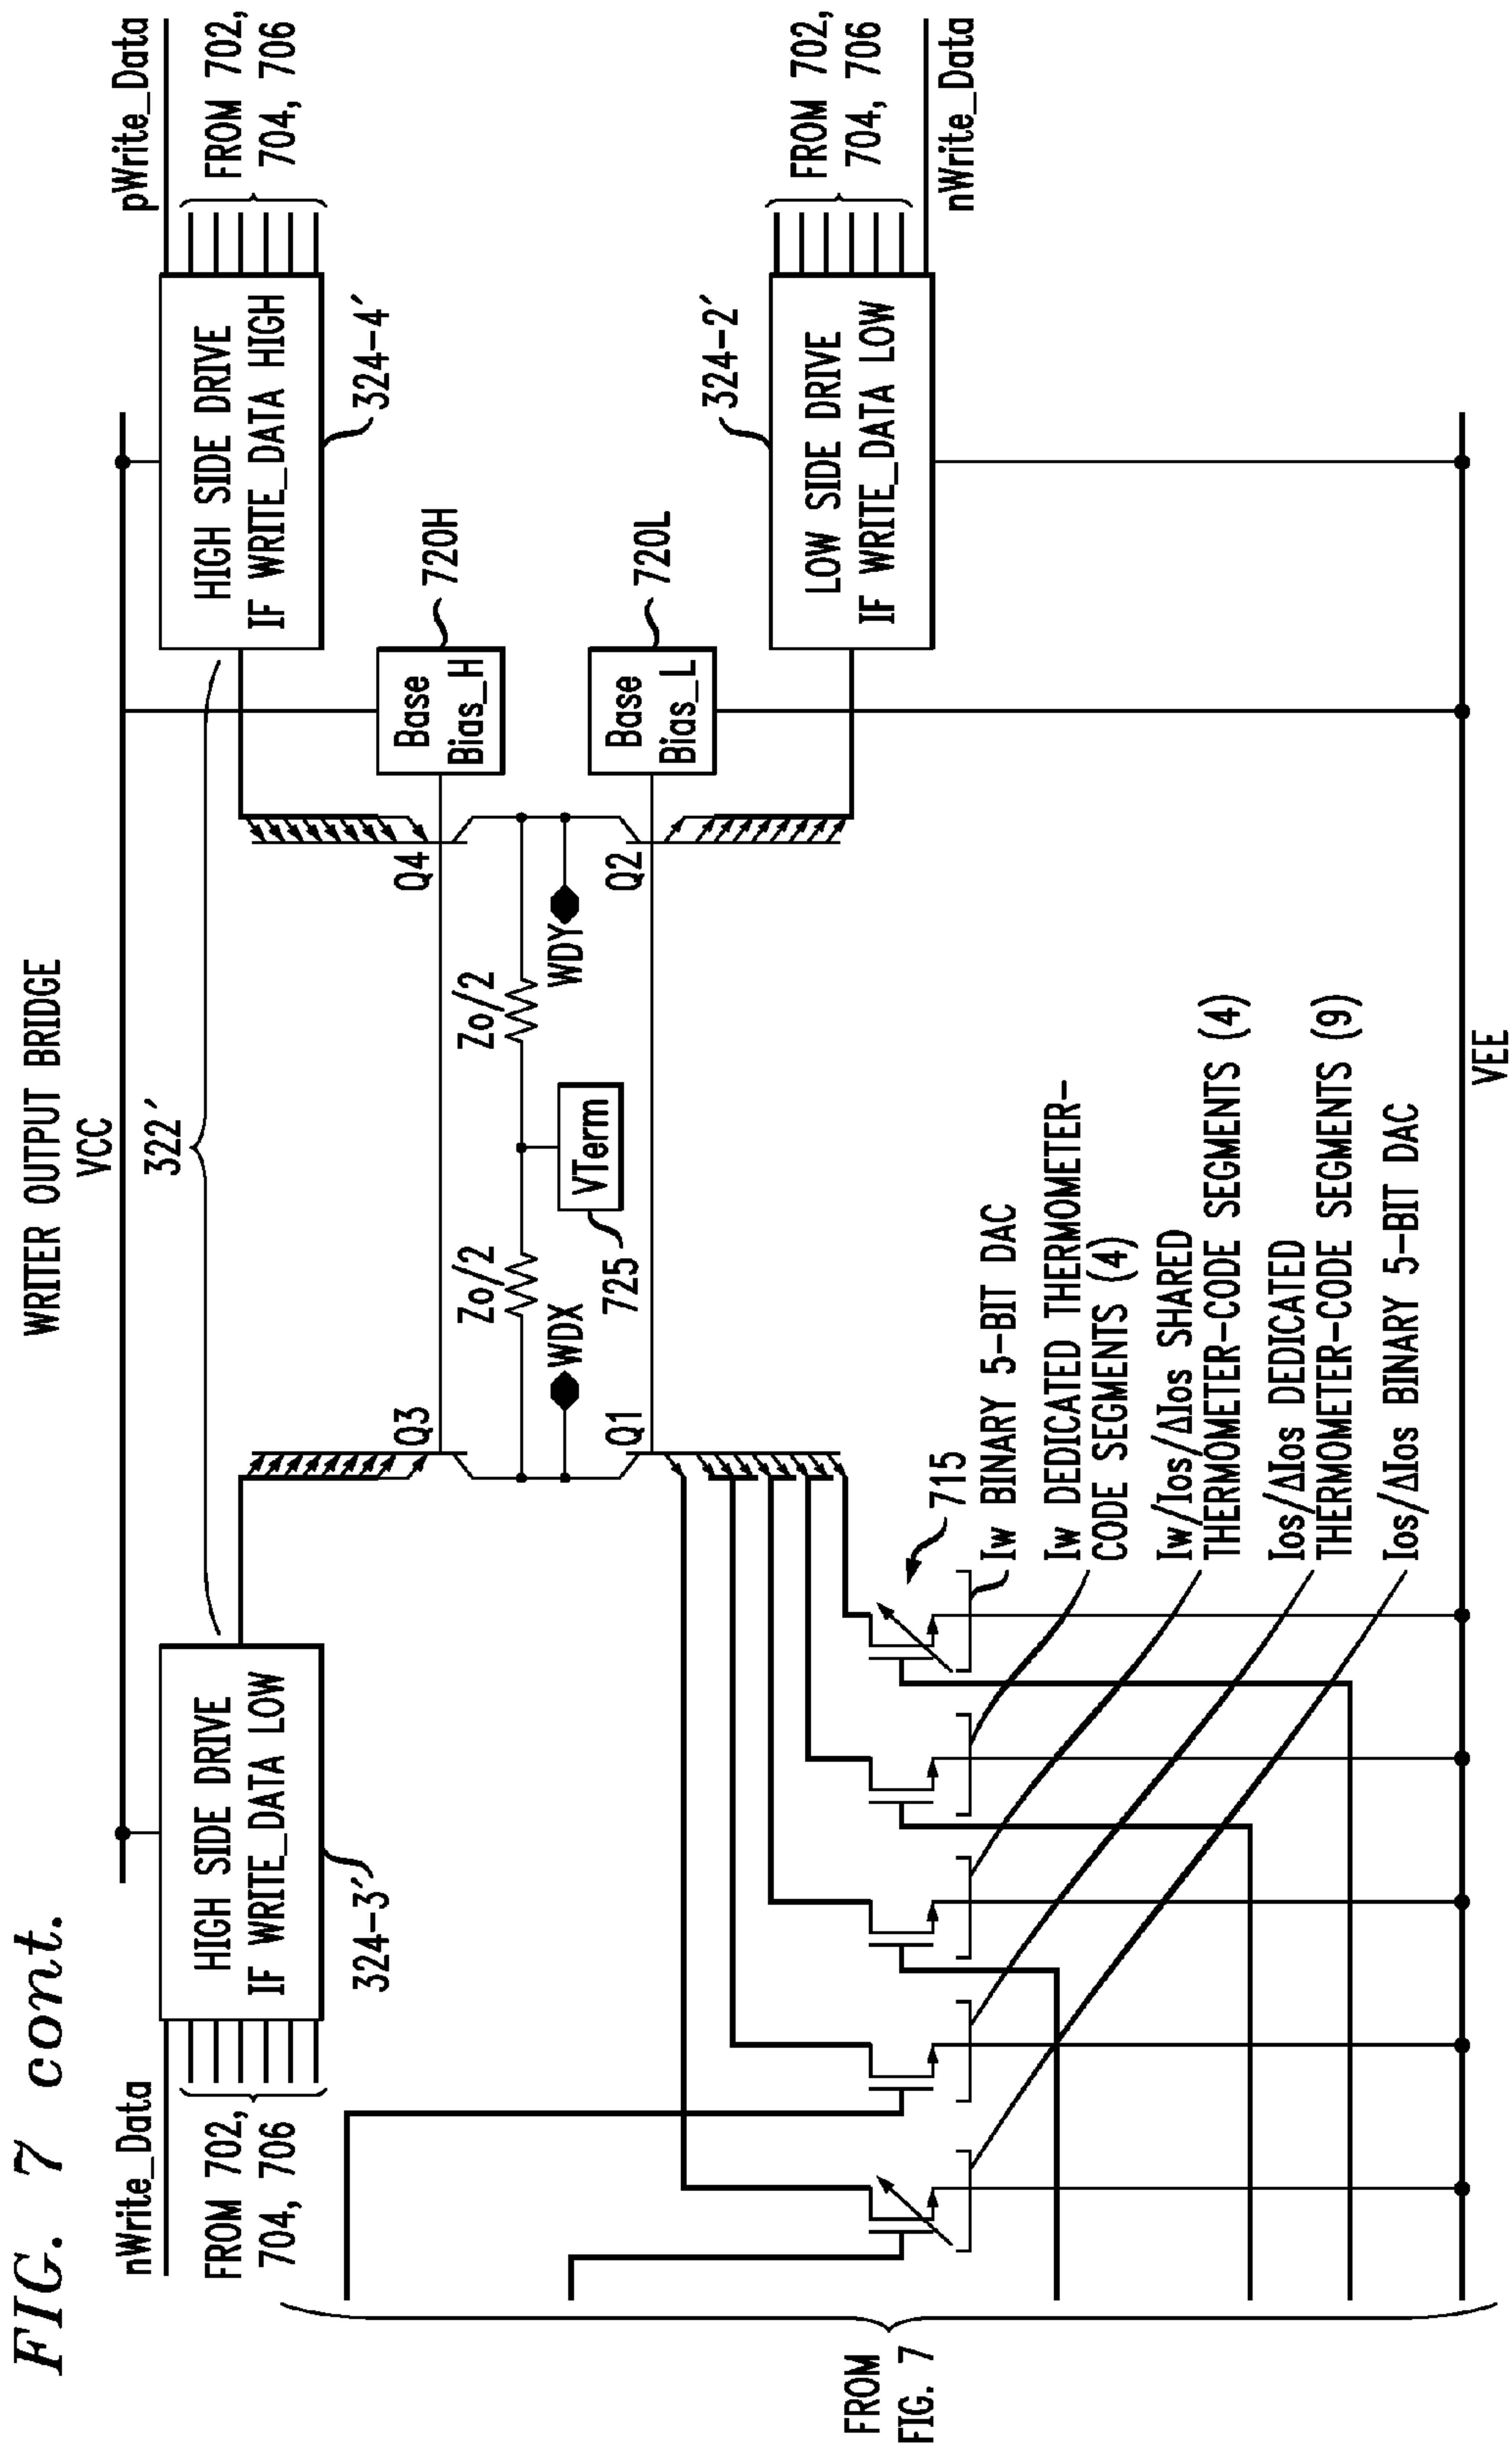 FIG. 7 cont.
WRITER OUTPUT BRIDGE
VCC
322'
nWrite_Data
FROM 702,
704, 706
HIGH SIDE DRIVE
IF WRITE_DATA LOW
324-3'
pWrite_Data
FROM 702,
704, 706
HIGH SIDE DRIVE
IF WRITE_DATA HIGH
324-4'
Q3
Q4
Base
Bias_H
720H
Zo/2
Zo/2
WDX
WDY
VTerm
725
Q1
Q2
Base
Bias_L
720L
LOW SIDE DRIVE
IF WRITE_DATA LOW
324-2'
FROM 702,
704, 706
nWrite_Data
715
Iw BINARY 5-BIT DAC
Iw DEDICATED THERMOMETER-
CODE SEGMENTS (4)
Iw/Ios/ΔIos SHARED
THERMOMETER-CODE SEGMENTS (4)
Ios/ΔIos DEDICATED
THERMOMETER-CODE SEGMENTS (9)
Ios/ΔIos BINARY 5-BIT DAC
FROM
FIG. 7
VEE